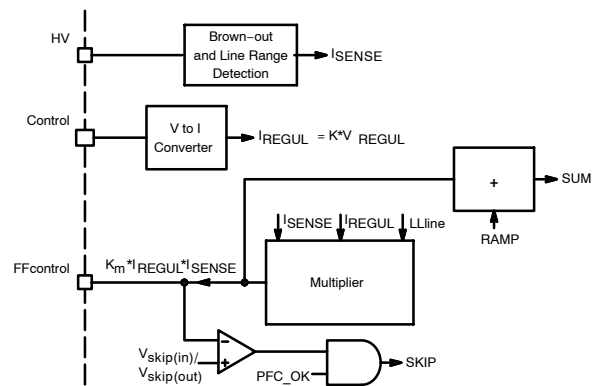 HV
Brown-out
and Line Range
Detection
ISENSE
Control
V to I
Converter
IREGUL = K*V REGUL
+
SUM
RAMP
ISENSE
IREGUL
LLline
FFcontrol
Km*IREGUL*ISENSE
Multiplier
−
+
Vskip(in)/
Vskip(out)
PFC_OK
SKIP